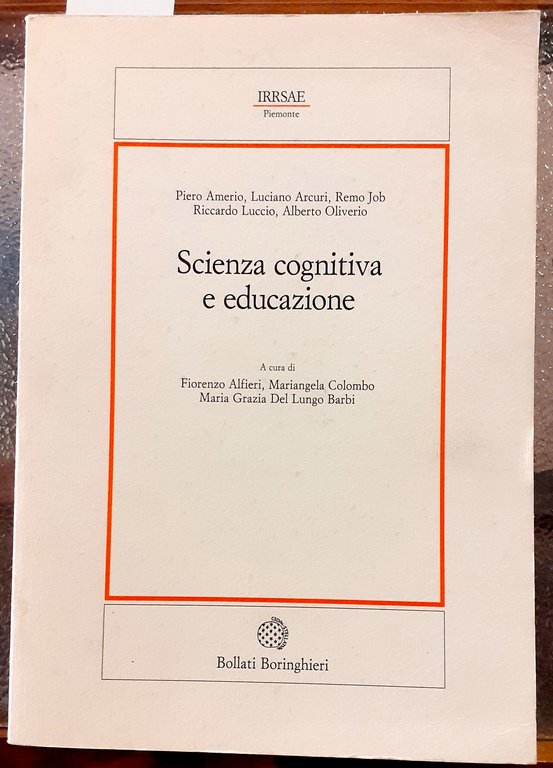 IRRSAE
Piemonte
Piero Amerio, Luciano Arcuri, Remo Job
Riccardo Luccio, Alberto Oliverio
Scienza cognitiva
e educazione
A cura di
Fiorenzo Alfieri, Mariangela Colombo
Maria Grazia Del Lungo Barbi
Bollati Boringhieri